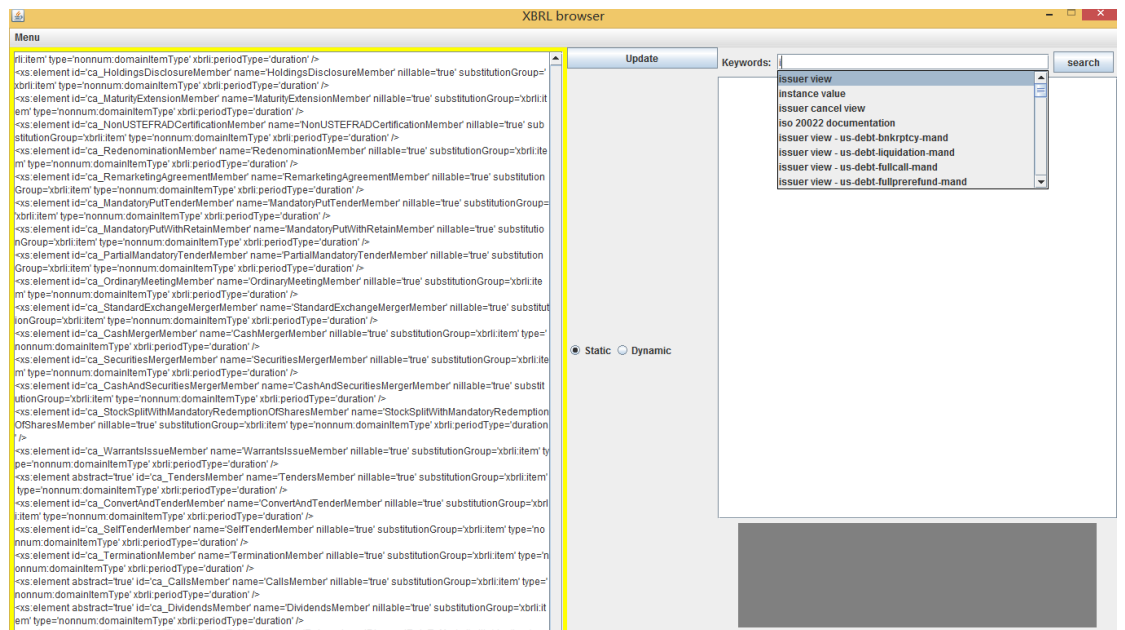 XBRL browser
Menu
rli:item' type='nonnum:domainItemType' xbrli:periodType='duration' />
<xs:element id='ca_HoldingsDisclosureMember' name='HoldingsDisclosureMember' nillable='true' substitutionGroup='
xbrli:item' type='nonnum:domainItemType' xbrli:periodType='duration' />
<xs:element id='ca_MaturityExtensionMember' name='MaturityExtensionMember' nillable='true' substitutionGroup='xbrli:it
em' type='nonnum:domainItemType' xbrli:periodType='duration' />
<xs:element id='ca_NonUSTEFRADCertificationMember' name='NonUSTEFRADCertificationMember' nillable='true' sub
stitutionGroup='xbrli:item' type='nonnum:domainItemType' xbrli:periodType='duration' />
<xs:element id='ca_RedenominationMember' name='RedenominationMember' nillable='true' substitutionGroup='xbrli:ite
m' type='nonnum:domainItemType' xbrli:periodType='duration' />
<xs:element id='ca_RemarketingAgreementMember' name='RemarketingAgreementMember' nillable='true' substitution
Group='xbrli:item' type='nonnum:domainItemType' xbrli:periodType='duration' />
<xs:element id='ca_MandatoryPutTenderMember' name='MandatoryPutTenderMember' nillable='true' substitutionGroup=
'xbrli:item' type='nonnum:domainItemType' xbrli:periodType='duration' />
<xs:element id='ca_MandatoryPutWithRetainMember' name='MandatoryPutWithRetainMember' nillable='true' substitutio
nGroup='xbrli:item' type='nonnum:domainItemType' xbrli:periodType='duration' />
<xs:element id='ca_PartialMandatoryTenderMember' name='PartialMandatoryTenderMember' nillable='true' substitution
Group='xbrli:item' type='nonnum:domainItemType' xbrli:periodType='duration' />
<xs:element id='ca_OrdinaryMeetingMember' name='OrdinaryMeetingMember' nillable='true' substitutionGroup='xbrli:ite
m' type='nonnum:domainItemType' xbrli:periodType='duration' />
<xs:element id='ca_StandardExchangeMergerMember' name='StandardExchangeMergerMember' nillable='true' substitut
ionGroup='xbrli:item' type='nonnum:domainItemType' xbrli:periodType='duration' />
<xs:element id='ca_CashMergerMember' name='CashMergerMember' nillable='true' substitutionGroup='xbrli:item' type='
nonnum:domainItemType' xbrli:periodType='duration' />
<xs:element id='ca_SecuritiesMergerMember' name='SecuritiesMergerMember' nillable='true' substitutionGroup='xbrli:ite
m' type='nonnum:domainItemType' xbrli:periodType='duration' />
<xs:element id='ca_CashAndSecuritiesMergerMember' name='CashAndSecuritiesMergerMember' nillable='true' substit
utionGroup='xbrli:item' type='nonnum:domainItemType' xbrli:periodType='duration' />
<xs:element id='ca_StockSplitWithMandatoryRedemptionOfSharesMember' name='StockSplitWithMandatoryRedemption
OfSharesMember' nillable='true' substitutionGroup='xbrli:item' type='nonnum:domainItemType' xbrli:periodType='duration
' />
<xs:element id='ca_WarrantsIssueMember' name='WarrantsIssueMember' nillable='true' substitutionGroup='xbrli:item' ty
pe='nonnum:domainItemType' xbrli:periodType='duration' />
<xs:element abstract='true' id='ca_TendersMember' name='TendersMember' nillable='true' substitutionGroup='xbrli:item'
type='nonnum:domainItemType' xbrli:periodType='duration' />
<xs:element id='ca_ConvertAndTenderMember' name='ConvertAndTenderMember' nillable='true' substitutionGroup='xbrl
i:item' type='nonnum:domainItemType' xbrli:periodType='duration' />
<xs:element id='ca_SelfTenderMember' name='SelfTenderMember' nillable='true' substitutionGroup='xbrli:item' type='no
nnum:domainItemType' xbrli:periodType='duration' />
<xs:element id='ca_TerminationMember' name='TerminationMember' nillable='true' substitutionGroup='xbrli:item' type='n
onnum:domainItemType' xbrli:periodType='duration' />
<xs:element abstract='true' id='ca_CallsMember' name='CallsMember' nillable='true' substitutionGroup='xbrli:item' type='
nonnum:domainItemType' xbrli:periodType='duration' />
<xs:element abstract='true' id='ca_DividendsMember' name='DividendsMember' nillable='true' substitutionGroup='xbrli:it
em' type='nonnum:domainItemType' xbrli:periodType='duration' />
Update
Static Dynamic
Keywords: i search
issuer view
instance value
issuer cancel view
iso 20022 documentation
issuer view - us-debt-bnkrptcy-mand
issuer view - us-debt-liquidation-mand
issuer view - us-debt-fullcall-mand
issuer view - us-debt-fullprerefund-mand